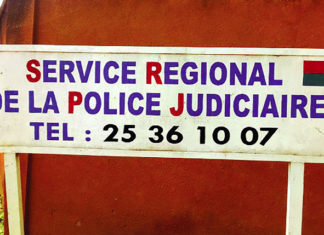 SERVICE REGIONAL
DE LA POLICE JUDICIAIRE
TEL : 25 36 10 07